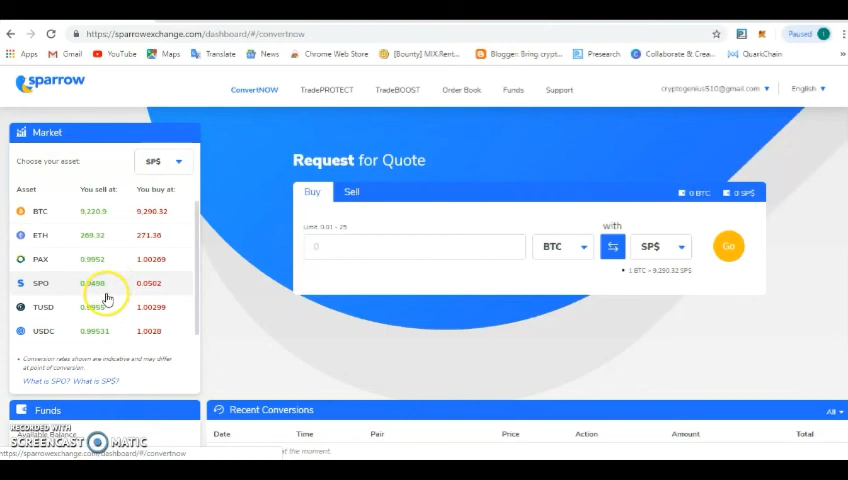 https://sparrowexchange.com/dashboard/#/convertnow
Paused
Apps Gmail YouTube Maps Translate News Chrome Web Store [Bounty] MIX.Rent... Blogger: Bring crypt... Presearch Collaborate & Crea... QuarkChain
sparrow
ConvertNOW TradePROTECT TradeBOOST Order Book Funds Support cryptogenius510@gmail.com English
Market
Choose your asset: SP$
Asset You sell at: You buy at:
BTC 9,220.9 9,290.32
ETH 269.32 271.36
PAX 0.9952 1.00269
SPO 0.0502
TUSD 1.00299
USDC 0.99531 1.0028
• Conversion rates shown are indicative and may differ
at point of conversion.
What is SPO? What is SP$?
Request for Quote
Buy Sell 0 BTC 0 SP$
Limit: 0.01 - 25 with
0 BTC SP$ Go
• 1 BTC = 9,290.32 SP$
Funds
Available Balance
Recent Conversions All
Date Time Pair Price Action Amount Total
at the moment.
RECORDED WITH
SCREENCAST MATIC
https://sparrowexchange.com/dashboard/#/convertnow